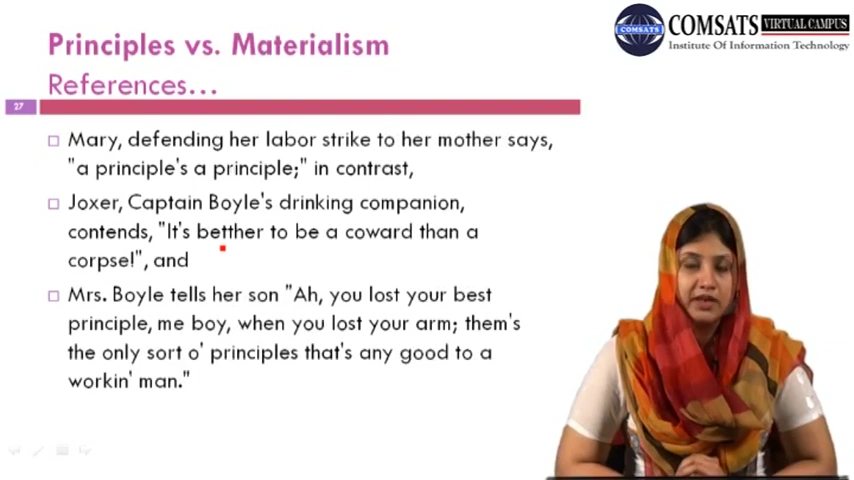 Principles vs. Materialism
References...
27
COMSATS
COMSATS VIRTUAL CAMPUS
Institute Of Information Technology
□ Mary, defending her labor strike to her mother says,
"a principle's a principle;" in contrast,
□ Joxer, Captain Boyle's drinking companion,
contends, "It's betther to be a coward than a
corpse!", and
□ Mrs. Boyle tells her son "Ah, you lost your best
principle, me boy, when you lost your arm; them's
the only sort o' principles that's any good to a
workin' man."